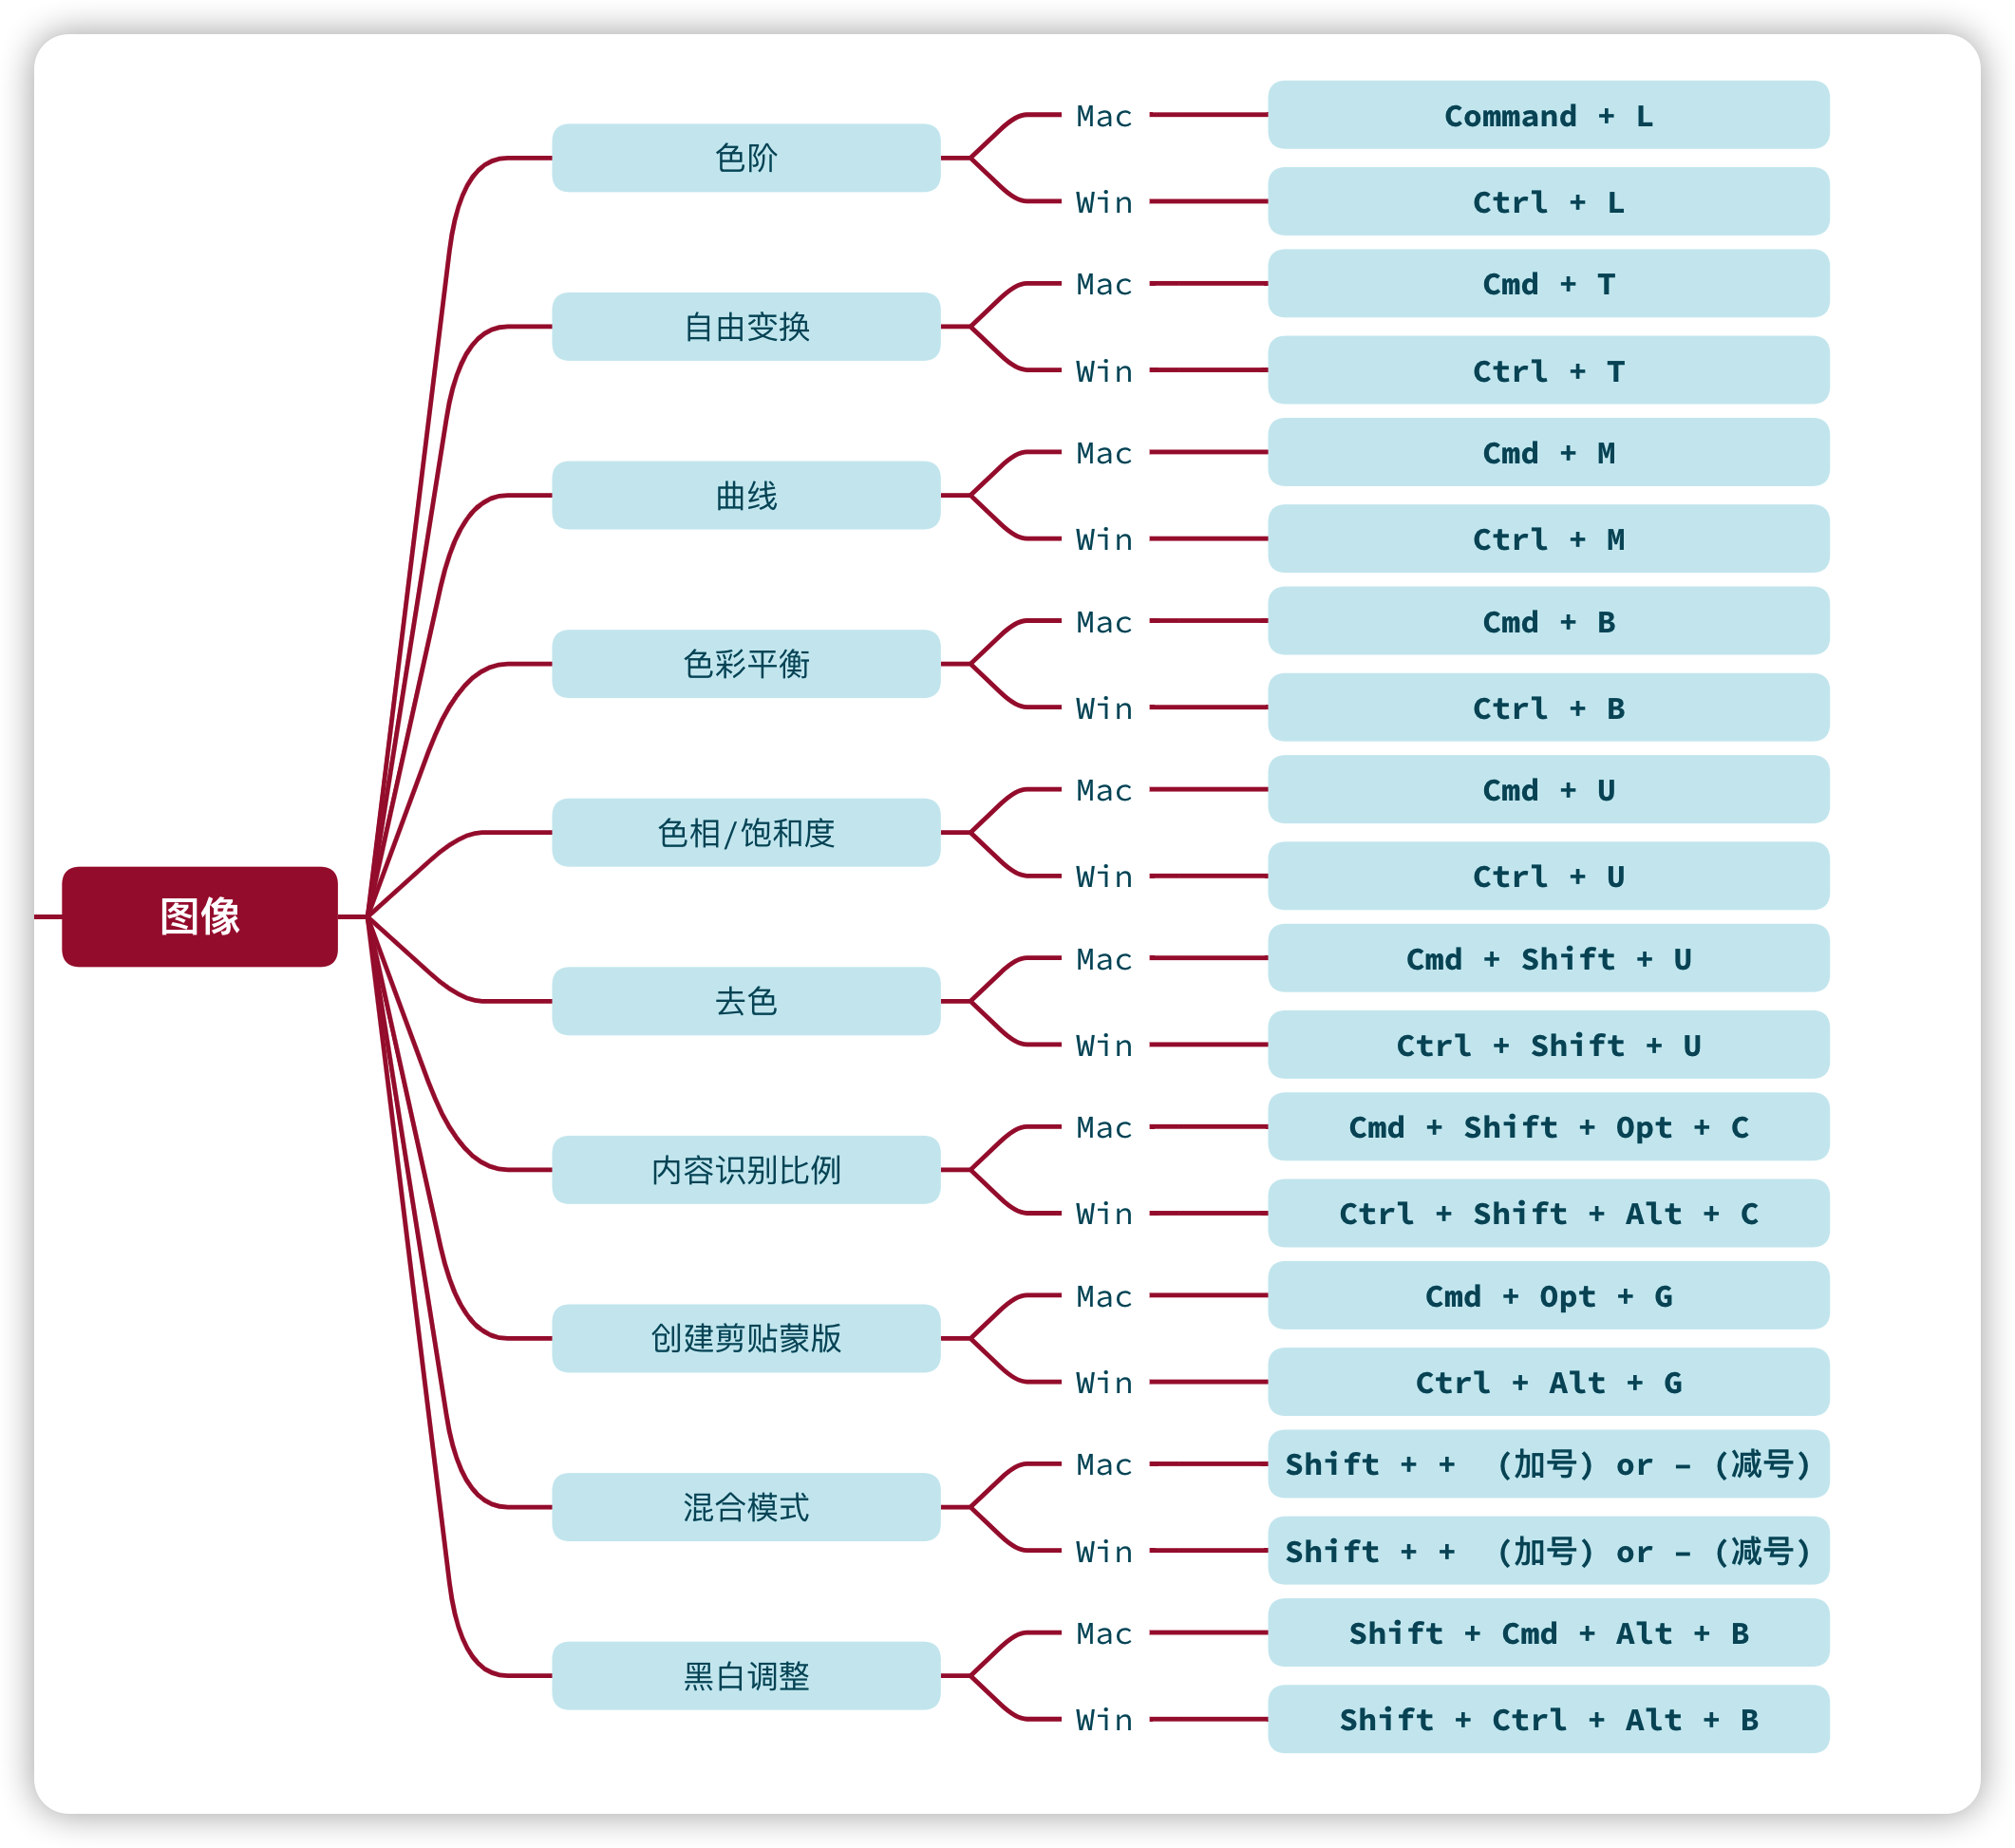 图像
色阶
Mac
Command + L
Win
Ctrl + L
自由变换
Mac
Cmd + T
Win
Ctrl + T
曲线
Mac
Cmd + M
Win
Ctrl + M
色彩平衡
Mac
Cmd + B
Win
Ctrl + B
色相/饱和度
Mac
Cmd + U
Win
Ctrl + U
去色
Mac
Cmd + Shift + U
Win
Ctrl + Shift + U
内容识别比例
Mac
Cmd + Shift + Opt + C
Win
Ctrl + Shift + Alt + C
创建剪贴蒙版
Mac
Cmd + Opt + G
Win
Ctrl + Alt + G
混合模式
Mac
Shift + + （加号）or – (减号)
Win
Shift + + （加号）or – (减号)
黑白调整
Mac
Shift + Cmd + Alt + B
Win
Shift + Ctrl + Alt + B